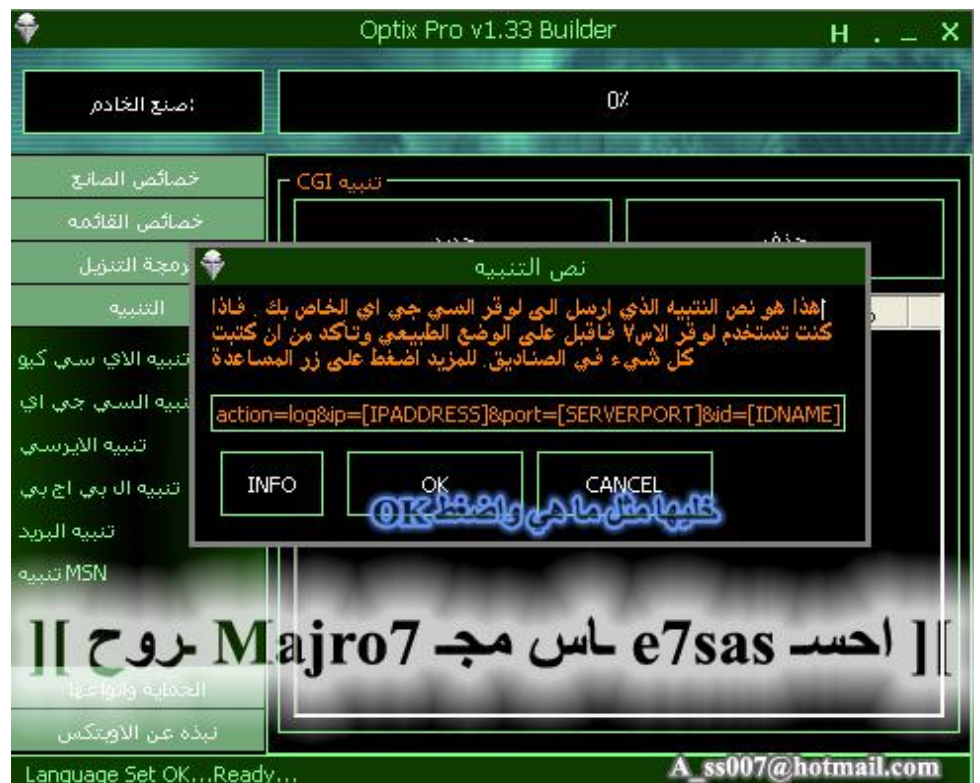 Optix Pro v1.33 Builder
H . _ X
صنع الخادم:
0%
خصائص الصانع
خصائص القائمه
رمجة التنزيل
التنبيه
تنبيه الاي سي كيو
نبيه السي جي اي
تنبيه الايرسي
تنبيه ال بي اج بي
تنبيه البريد
تنبيه MSN
الحماية وانواعها
نبذه عن الاوبتكس
تنبيه CGI
جديد
حذف
نص التنبيه
هذا هو نص التنبيه الذي ارسل الى لوقر السي جي اي الخاص بك . فاذا
كنت تستخدم لوقر الاس٧ فاقبل على الوضع الطبيعي وتاكد من ان كتبت
كل شيء في الصناديق. للمزيد اضغط على زر المساعدة
action=log&ip=[IPADDRESS]&port=[SERVERPORT]&id=[IDNAME]
INFO
OK
CANCEL
خليها مثل ما هي واضغط OK
][ احسـ e7sas ـاس مجـ Majro7 ـروح ][
Language Set OK...Ready...
A_ss007@hotmail.com